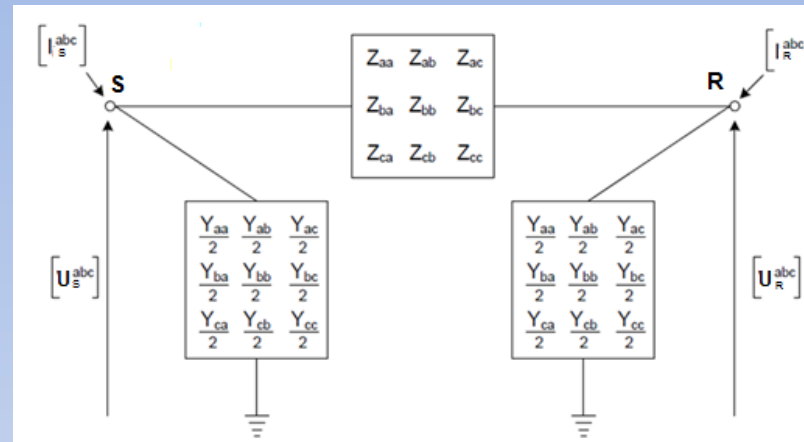 [I_S^abc]
[I_R^abc]
S
R
Z_aa Z_ab Z_ac
Z_ba Z_bb Z_bc
Z_ca Z_cb Z_cc
[U_S^abc]
Y_aa/2 Y_ab/2 Y_ac/2
Y_ba/2 Y_bb/2 Y_bc/2
Y_ca/2 Y_cb/2 Y_cc/2
Y_aa/2 Y_ab/2 Y_ac/2
Y_ba/2 Y_bb/2 Y_bc/2
Y_ca/2 Y_cb/2 Y_cc/2
[U_R^abc]